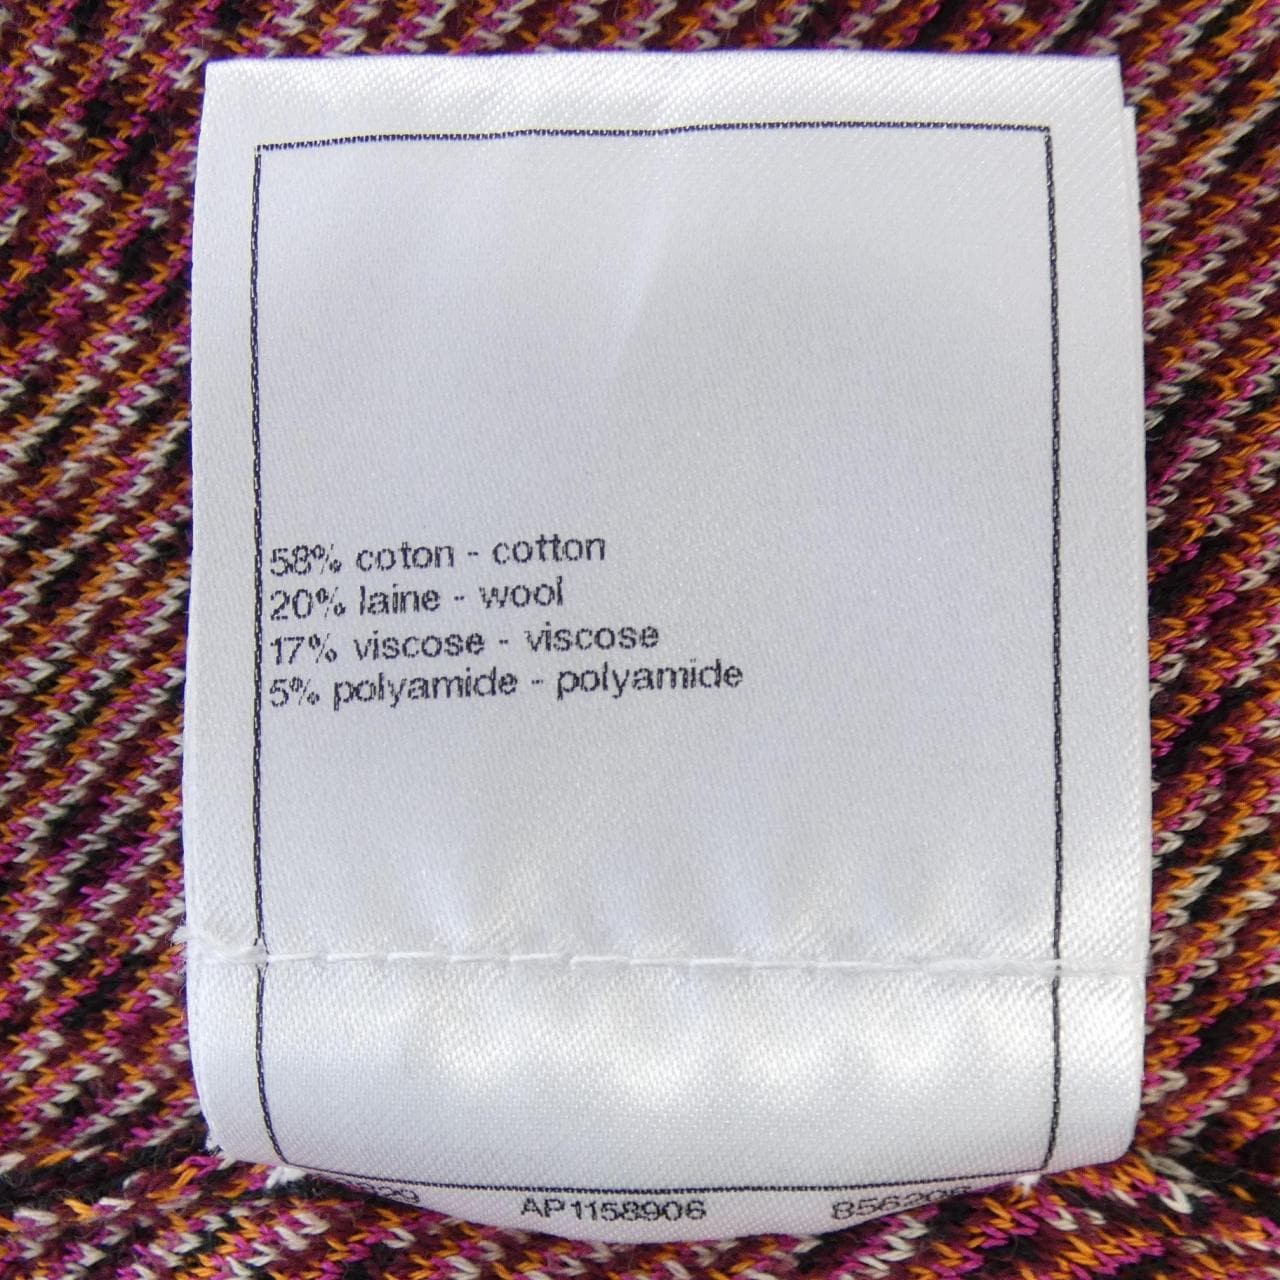 58% coton - cotton
20% laine - wool
17% viscose - viscose
5% polyamide - polyamide
AP1158906